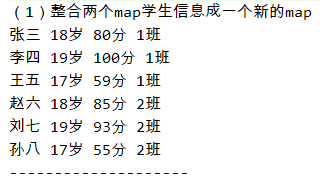 （1）整合两个map学生信息成一个新的map
张三 18岁 80分 1班
李四 19岁 100分 1班
王五 17岁 59分 1班
赵六 18岁 85分 2班
刘七 19岁 93分 2班
孙八 17岁 55分 2班
--------------------